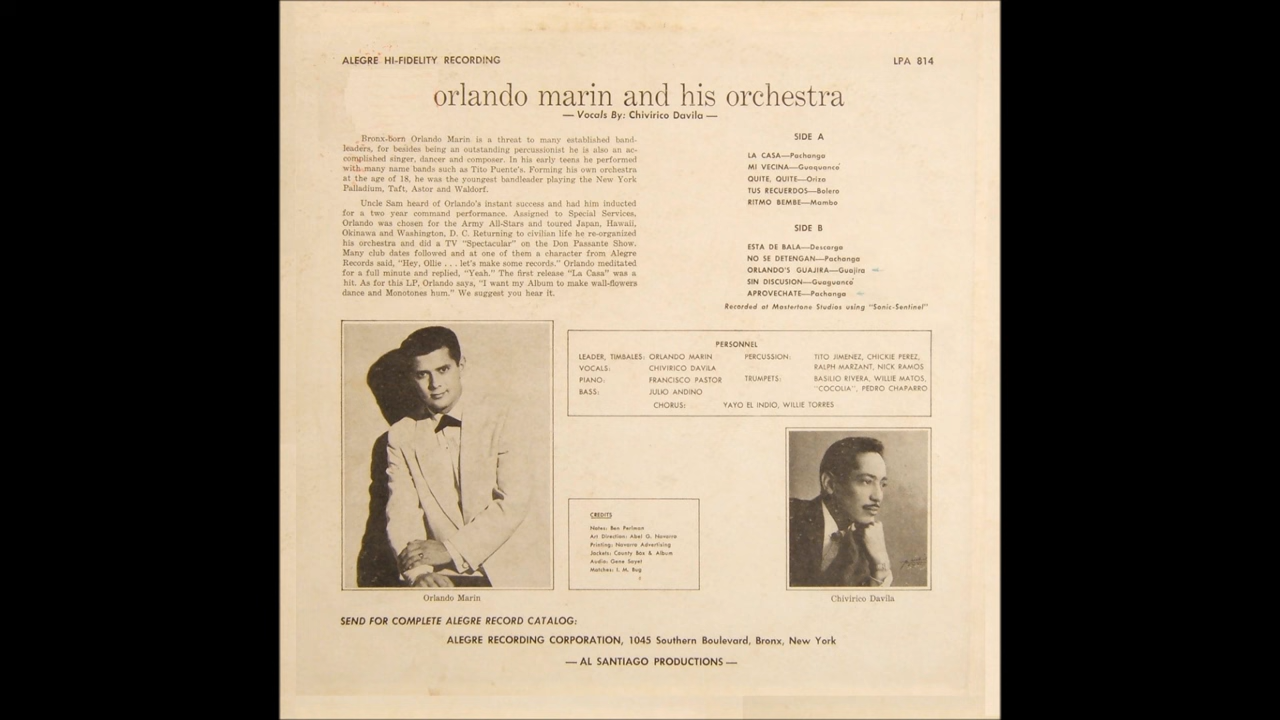 ALEGRE HI-FIDELITY RECORDING
LPA 814
orlando marin and his orchestra
— Vocals By: Chivirico Davila —
Bronx-Born Orlando Marin is a threat to many established band-
leaders, for besides being an outstanding percussionist he is also an ac-
complished singer, dancer and composer. In his early teens he performed
with many name bands such as Tito Puente's. Forming his own orchestra
at the age of 18, he was the youngest bandleader playing the New York
Palladium, Taft, Astor and Waldorf.
Uncle Sam heard of Orlando's instant success and had him inducted
for a two year command performance. Assigned to Special Services,
Orlando was chosen for the Army All-Stars and toured Japan, Hawaii,
Okinawa and Washington, D. C. Returning to civilian life he re-organized
his orchestra and did a TV "Spectacular" on the Don Passante Show.
Many club dates followed and at one of them a character from Alegre
Records said, "Hey, Ollie . . . let's make some records." Orlando meditated
for a full minute and replied, "Yeah." The first release "La Casa" was a
hit. As for this LP, Orlando says, "I want my Album to make wall-flowers
dance and Monotones hum." We suggest you hear it.
SIDE A
LA CASA—Pachanga
MI VECINA—Guaguancó
QUITE, QUITE—Oriza
TUS RECUERDOS—Bolero
RITMO BEMBE—Mambo
SIDE B
ESTA DE BALA—Descarga
NO SE DETENGAN—Pachanga
ORLANDO'S GUAJIRA—Guajira
SIN DISCUSION—Guaguancó
APROVECHATE—Pachanga
Recorded at Mastertone Studios using "Sonic-Sentinel"
PERSONNEL
LEADER, TIMBALES: ORLANDO MARIN
VOCALS: CHIVIRICO DAVILA
PIANO: FRANCISCO PASTOR
BASS: JULIO ANDINO
PERCUSSION: TITO JIMENEZ, CHICKIE PEREZ,
RALPH MARZANT, NICK RAMOS
TRUMPETS: BASILIO RIVERA, WILLIE MATOS,
"COCOLIA", PEDRO CHAPARRO
CHORUS: YAYO EL INDIO, WILLIE TORRES
CREDITS
Notes: Ben Perlman
Art Direction: Abel G. Navarro
Printing: Navarro Advertising
Jackets: County Box & Album
Audio: Gene Sayet
Matches: I. M. Bug
Orlando Marin
Chivirico Davila
SEND FOR COMPLETE ALEGRE RECORD CATALOG:
ALEGRE RECORDING CORPORATION, 1045 Southern Boulevard, Bronx, New York
— AL SANTIAGO PRODUCTIONS —